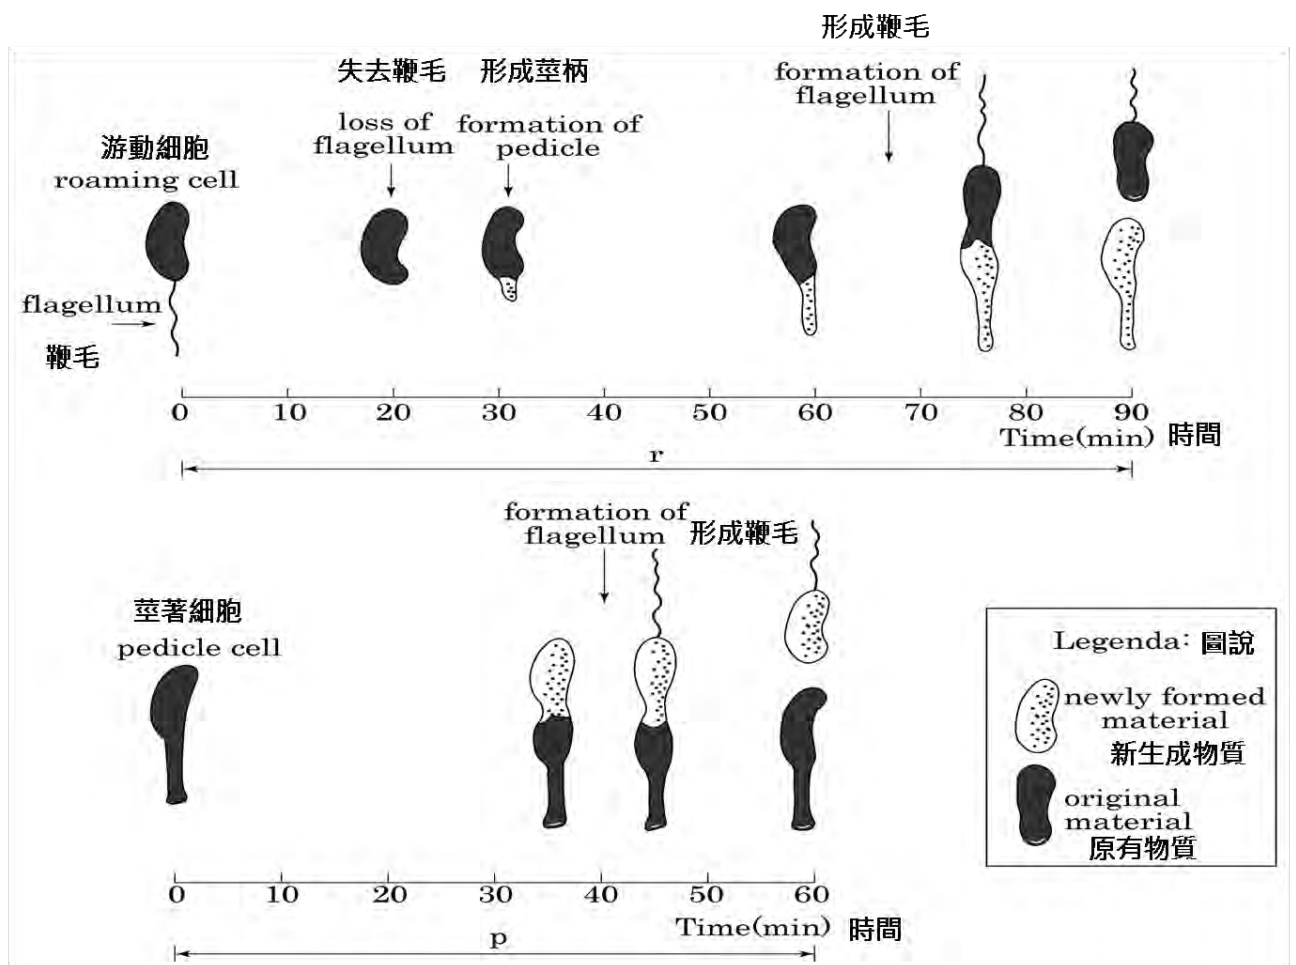 形成鞭毛
formation of
flagellum
失去鞭毛
loss of
flagellum
形成莖柄
formation of
pedicle
游動細胞
roaming cell
flagellum
鞭毛
0 10 20 30 40 50 60 70 80 90
Time(min) 時間
r
formation of
flagellum 形成鞭毛
莖著細胞
pedicle cell
0 10 20 30 40 50 60
Time(min) 時間
p
Legenda: 圖說
newly formed
material
新生成物質
original
material
原有物質